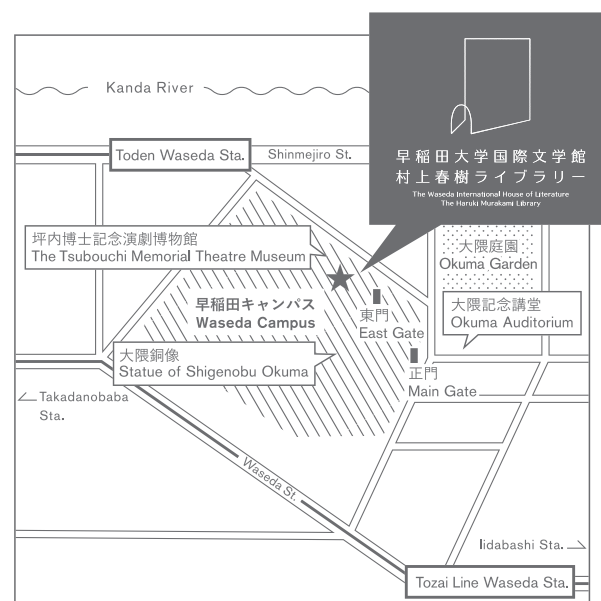 Kanda River
Toden Waseda Sta.
Shinmejiro St.
早稲田大学国際文学館
村上春樹ライブラリー
The Waseda International House of Literature
The Haruki Murakami Library
坪内博士記念演劇博物館
The Tsubouchi Memorial Theatre Museum
大隈庭園
Okuma Garden
早稲田キャンパス
Waseda Campus
東門
East Gate
大隈記念講堂
Okuma Auditorium
大隈銅像
Statue of Shigenobu Okuma
正門
Main Gate
Takadanobaba
Sta.
Waseda St.
Iidabashi Sta.
Tozai Line Waseda Sta.